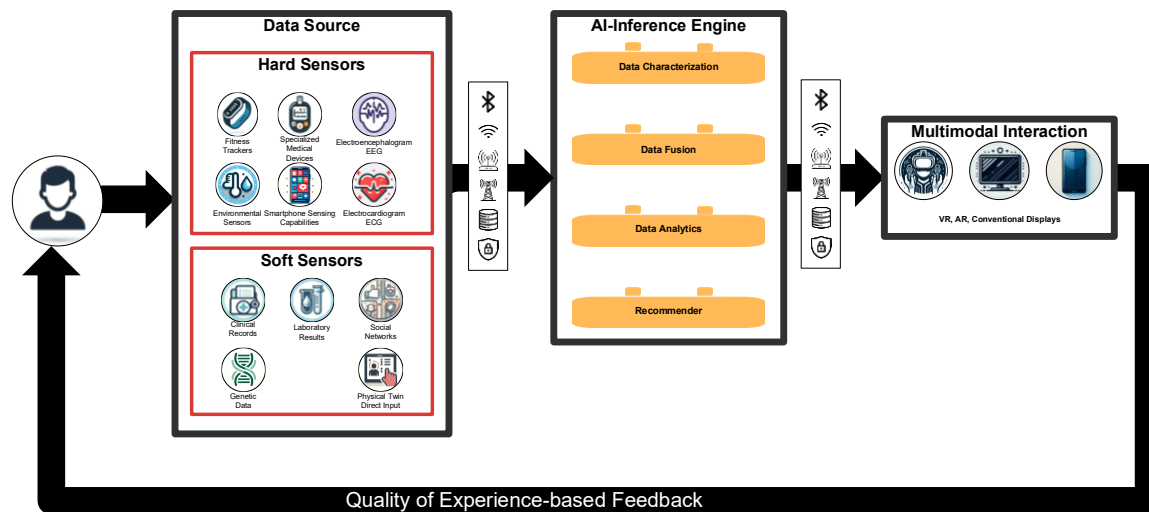 Data Source
Hard Sensors
Fitness
Trackers
Specialized
Medical
Devices
Electroencephalogram
EEG
Environmental
Sensors
Smartphone Sensing
Capabilities
Electrocardiogram
ECG
Soft Sensors
Clinical
Records
Laboratory
Results
Social
Networks
Genetic
Data
Physical Twin
Direct Input
AI-Inference Engine
Data Characterization
Data Fusion
Data Analytics
Recommender
Multimodal Interaction
VR, AR, Conventional Displays
Quality of Experience-based Feedback